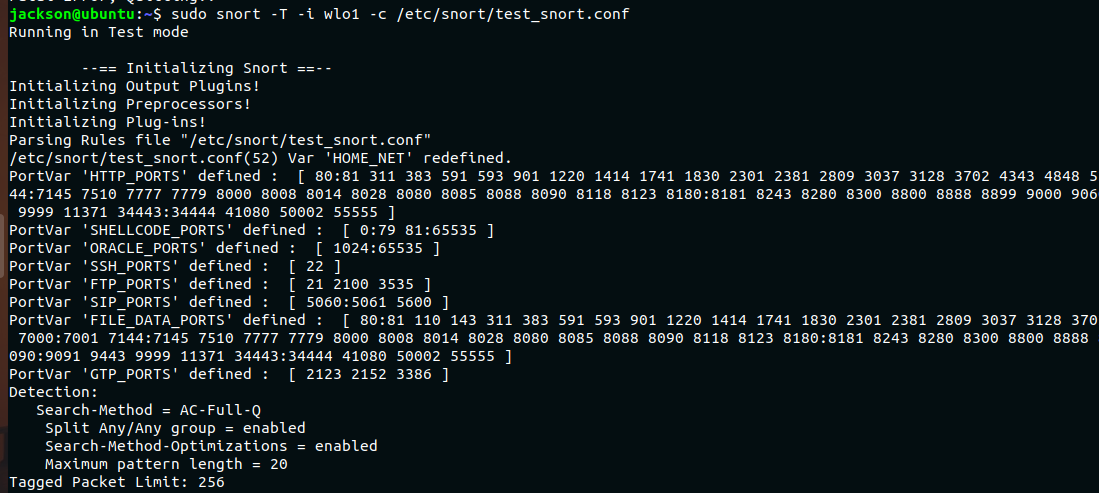 jackson@ubuntu:~$ sudo snort -T -i wlo1 -c /etc/snort/test_snort.conf
Running in Test mode
--== Initializing Snort ==--
Initializing Output Plugins!
Initializing Preprocessors!
Initializing Plug-ins!
Parsing Rules file "/etc/snort/test_snort.conf"
/etc/snort/test_snort.conf(52) Var 'HOME_NET' redefined.
PortVar 'HTTP_PORTS' defined :  [ 80:81 311 383 591 593 901 1220 1414 1741 1830 2301 2381 2809 3037 3128 3702 4343 4848 5
44:7145 7510 7777 7779 8000 8008 8014 8028 8080 8085 8088 8090 8118 8123 8180:8181 8243 8280 8300 8800 8888 8899 9000 906
9999 11371 34443:34444 41080 50002 55555 ]
PortVar 'SHELLCODE_PORTS' defined :  [ 0:79 81:65535 ]
PortVar 'ORACLE_PORTS' defined :  [ 1024:65535 ]
PortVar 'SSH_PORTS' defined :  [ 22 ]
PortVar 'FTP_PORTS' defined :  [ 21 2100 3535 ]
PortVar 'SIP_PORTS' defined :  [ 5060:5061 5600 ]
PortVar 'FILE_DATA_PORTS' defined :  [ 80:81 110 143 311 383 591 593 901 1220 1414 1741 1830 2301 2381 2809 3037 3128 370
7000:7001 7144:7145 7510 7777 7779 8000 8008 8014 8028 8080 8085 8088 8090 8118 8123 8180:8181 8243 8280 8300 8800 8888
090:9091 9443 9999 11371 34443:34444 41080 50002 55555 ]
PortVar 'GTP_PORTS' defined :  [ 2123 2152 3386 ]
Detection:
Search-Method = AC-Full-Q
Split Any/Any group = enabled
Search-Method-Optimizations = enabled
Maximum pattern length = 20
Tagged Packet Limit: 256